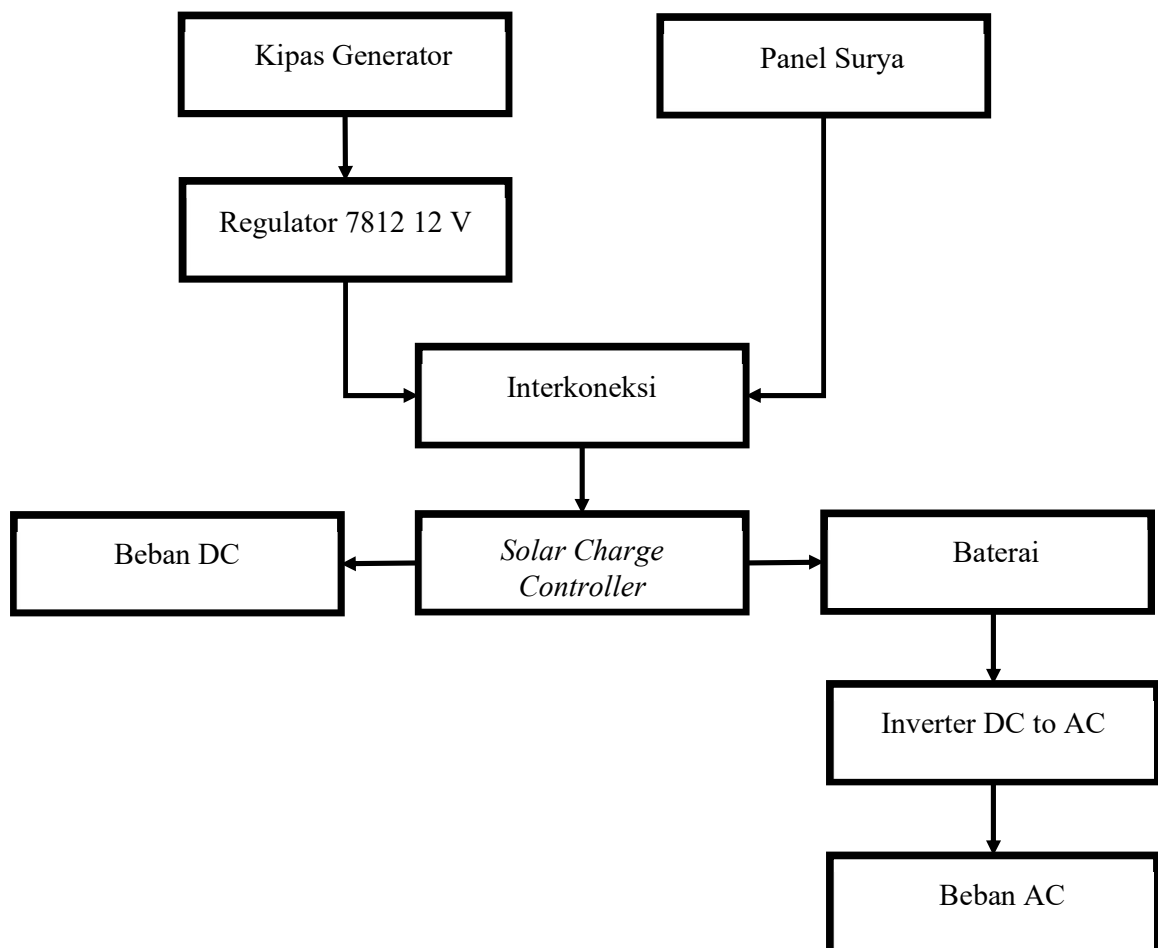 Kipas Generator
Panel Surya
Regulator 7812 12 V
Interkoneksi
Beban DC
Solar Charge
Controller
Baterai
Inverter DC to AC
Beban AC